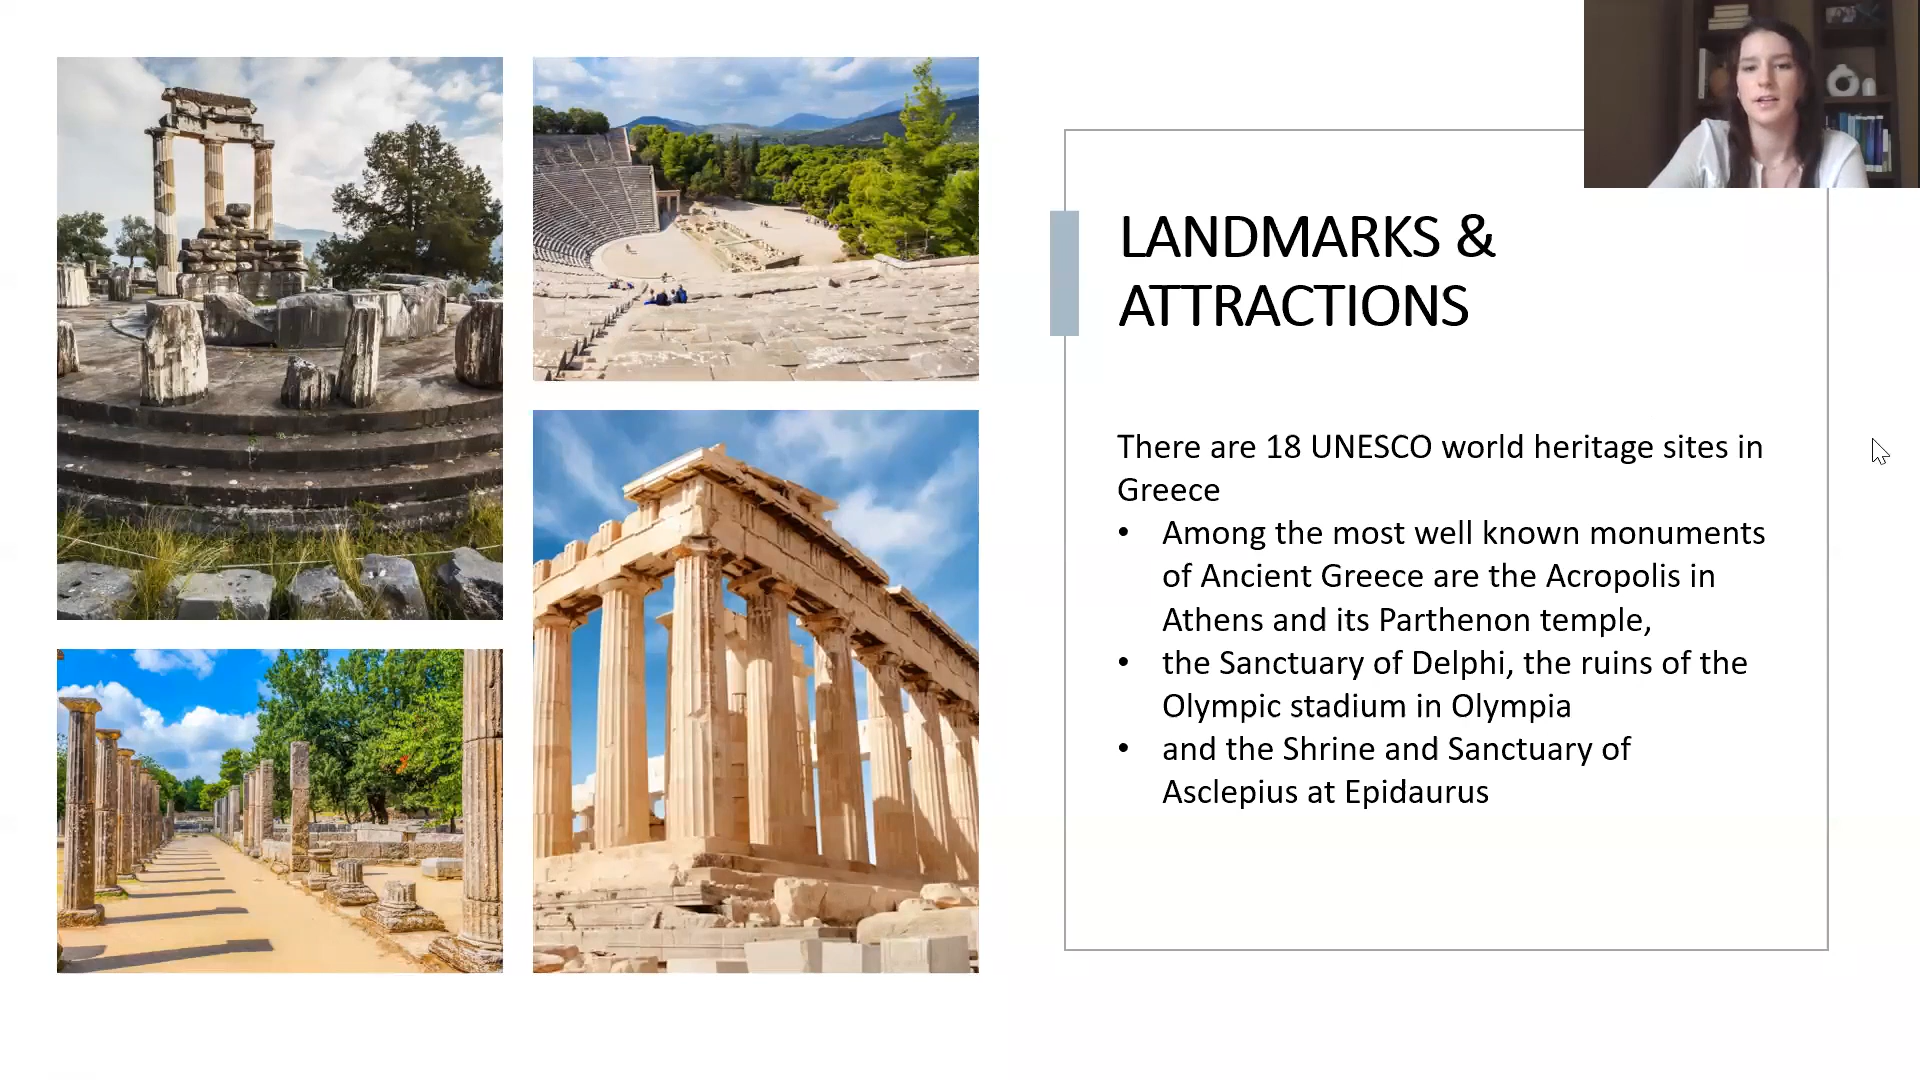 LANDMARKS &
ATTRACTIONS
There are 18 UNESCO world heritage sites in
Greece
• Among the most well known monuments
of Ancient Greece are the Acropolis in
Athens and its Parthenon temple,
• the Sanctuary of Delphi, the ruins of the
Olympic stadium in Olympia
• and the Shrine and Sanctuary of
Asclepius at Epidaurus